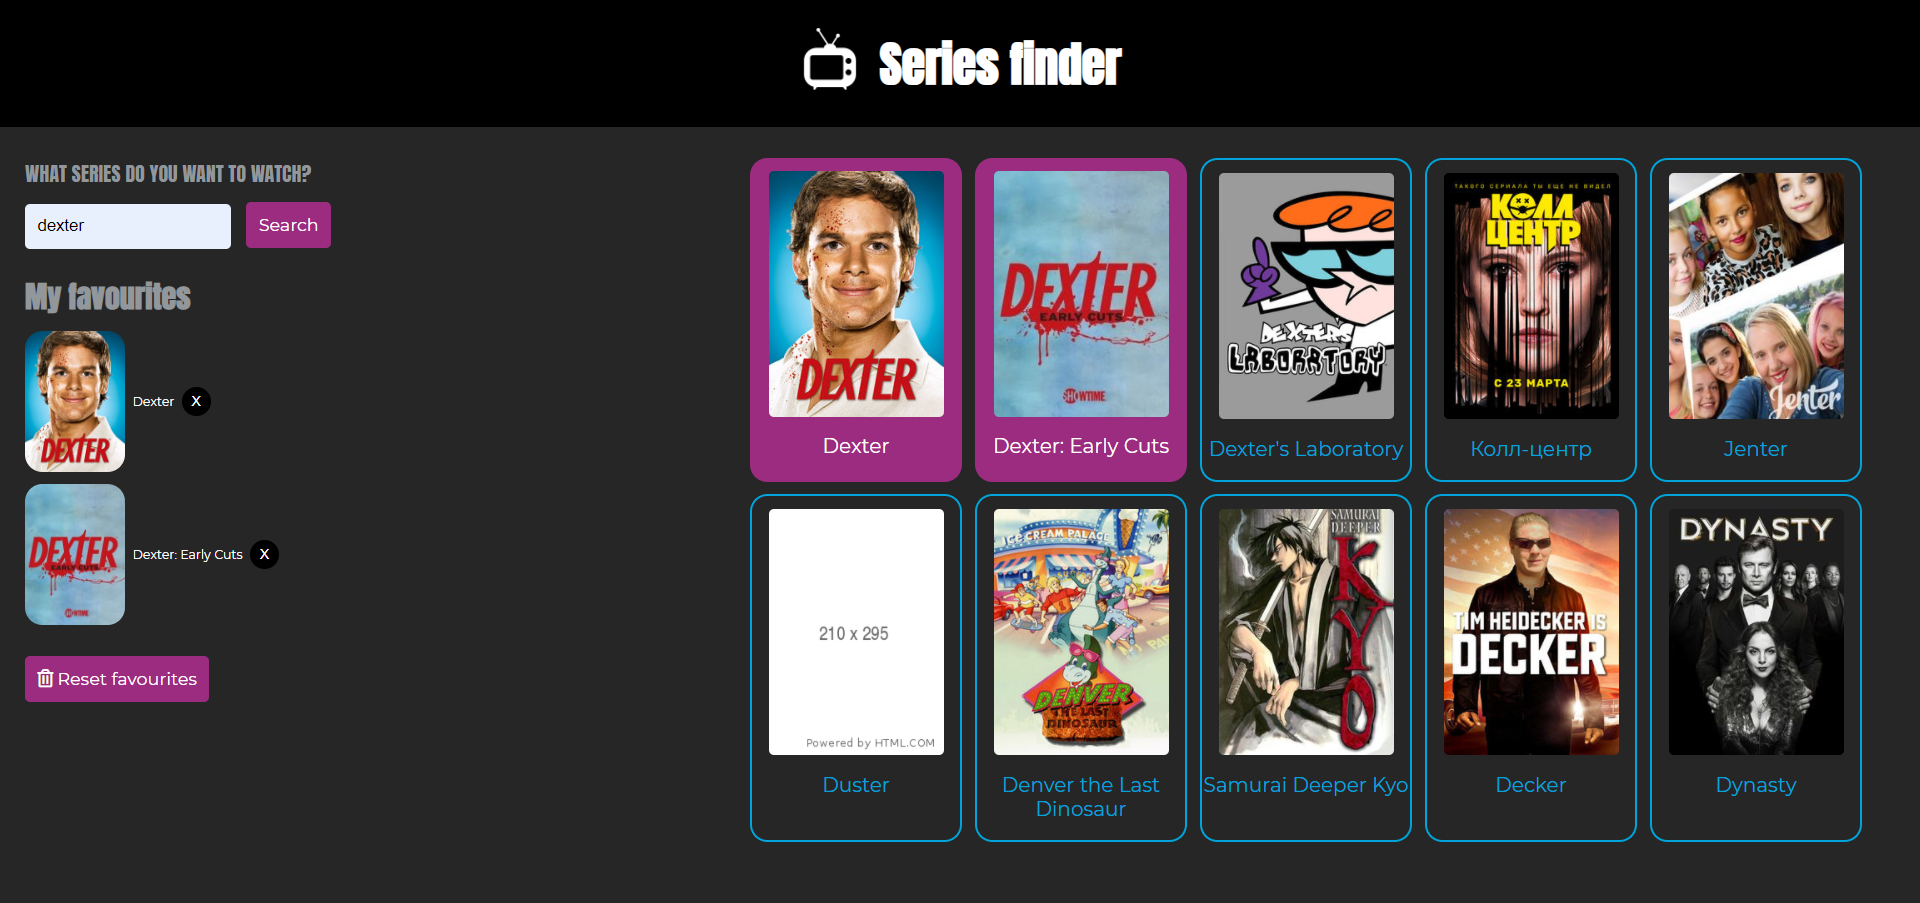 Series finder
WHAT SERIES DO YOU WANT TO WATCH?
dexter
Search
My favourites
DEXTER
Dexter
X
DEXTER
EARLY CUTS
SHOWTIME
Dexter: Early Cuts
X
Reset favourites
DEXTER
Dexter
DEXTER
EARLY CUTS
SHOWTIME
Dexter: Early Cuts
DEXTER'S
LABORATORY
Dexter's Laboratory
ТАКОГО СЕРИАЛА ТЫ ЕЩЕ НЕ ВИДЕЛ
КОЛЛ
ЦЕНТР
С 23 МАРТА
Колл-центр
Jenter
Jenter
210 x 295
Powered by HTML.COM
Duster
ICE CREAM PALACE
DENVER
THE LAST
DINOSAUR
Denver the Last
Dinosaur
SAMURAI
DEEPER
KYO
Samurai Deeper Kyo
TIM HEIDECKER IS
DECKER
Decker
DYNASTY
Dynasty